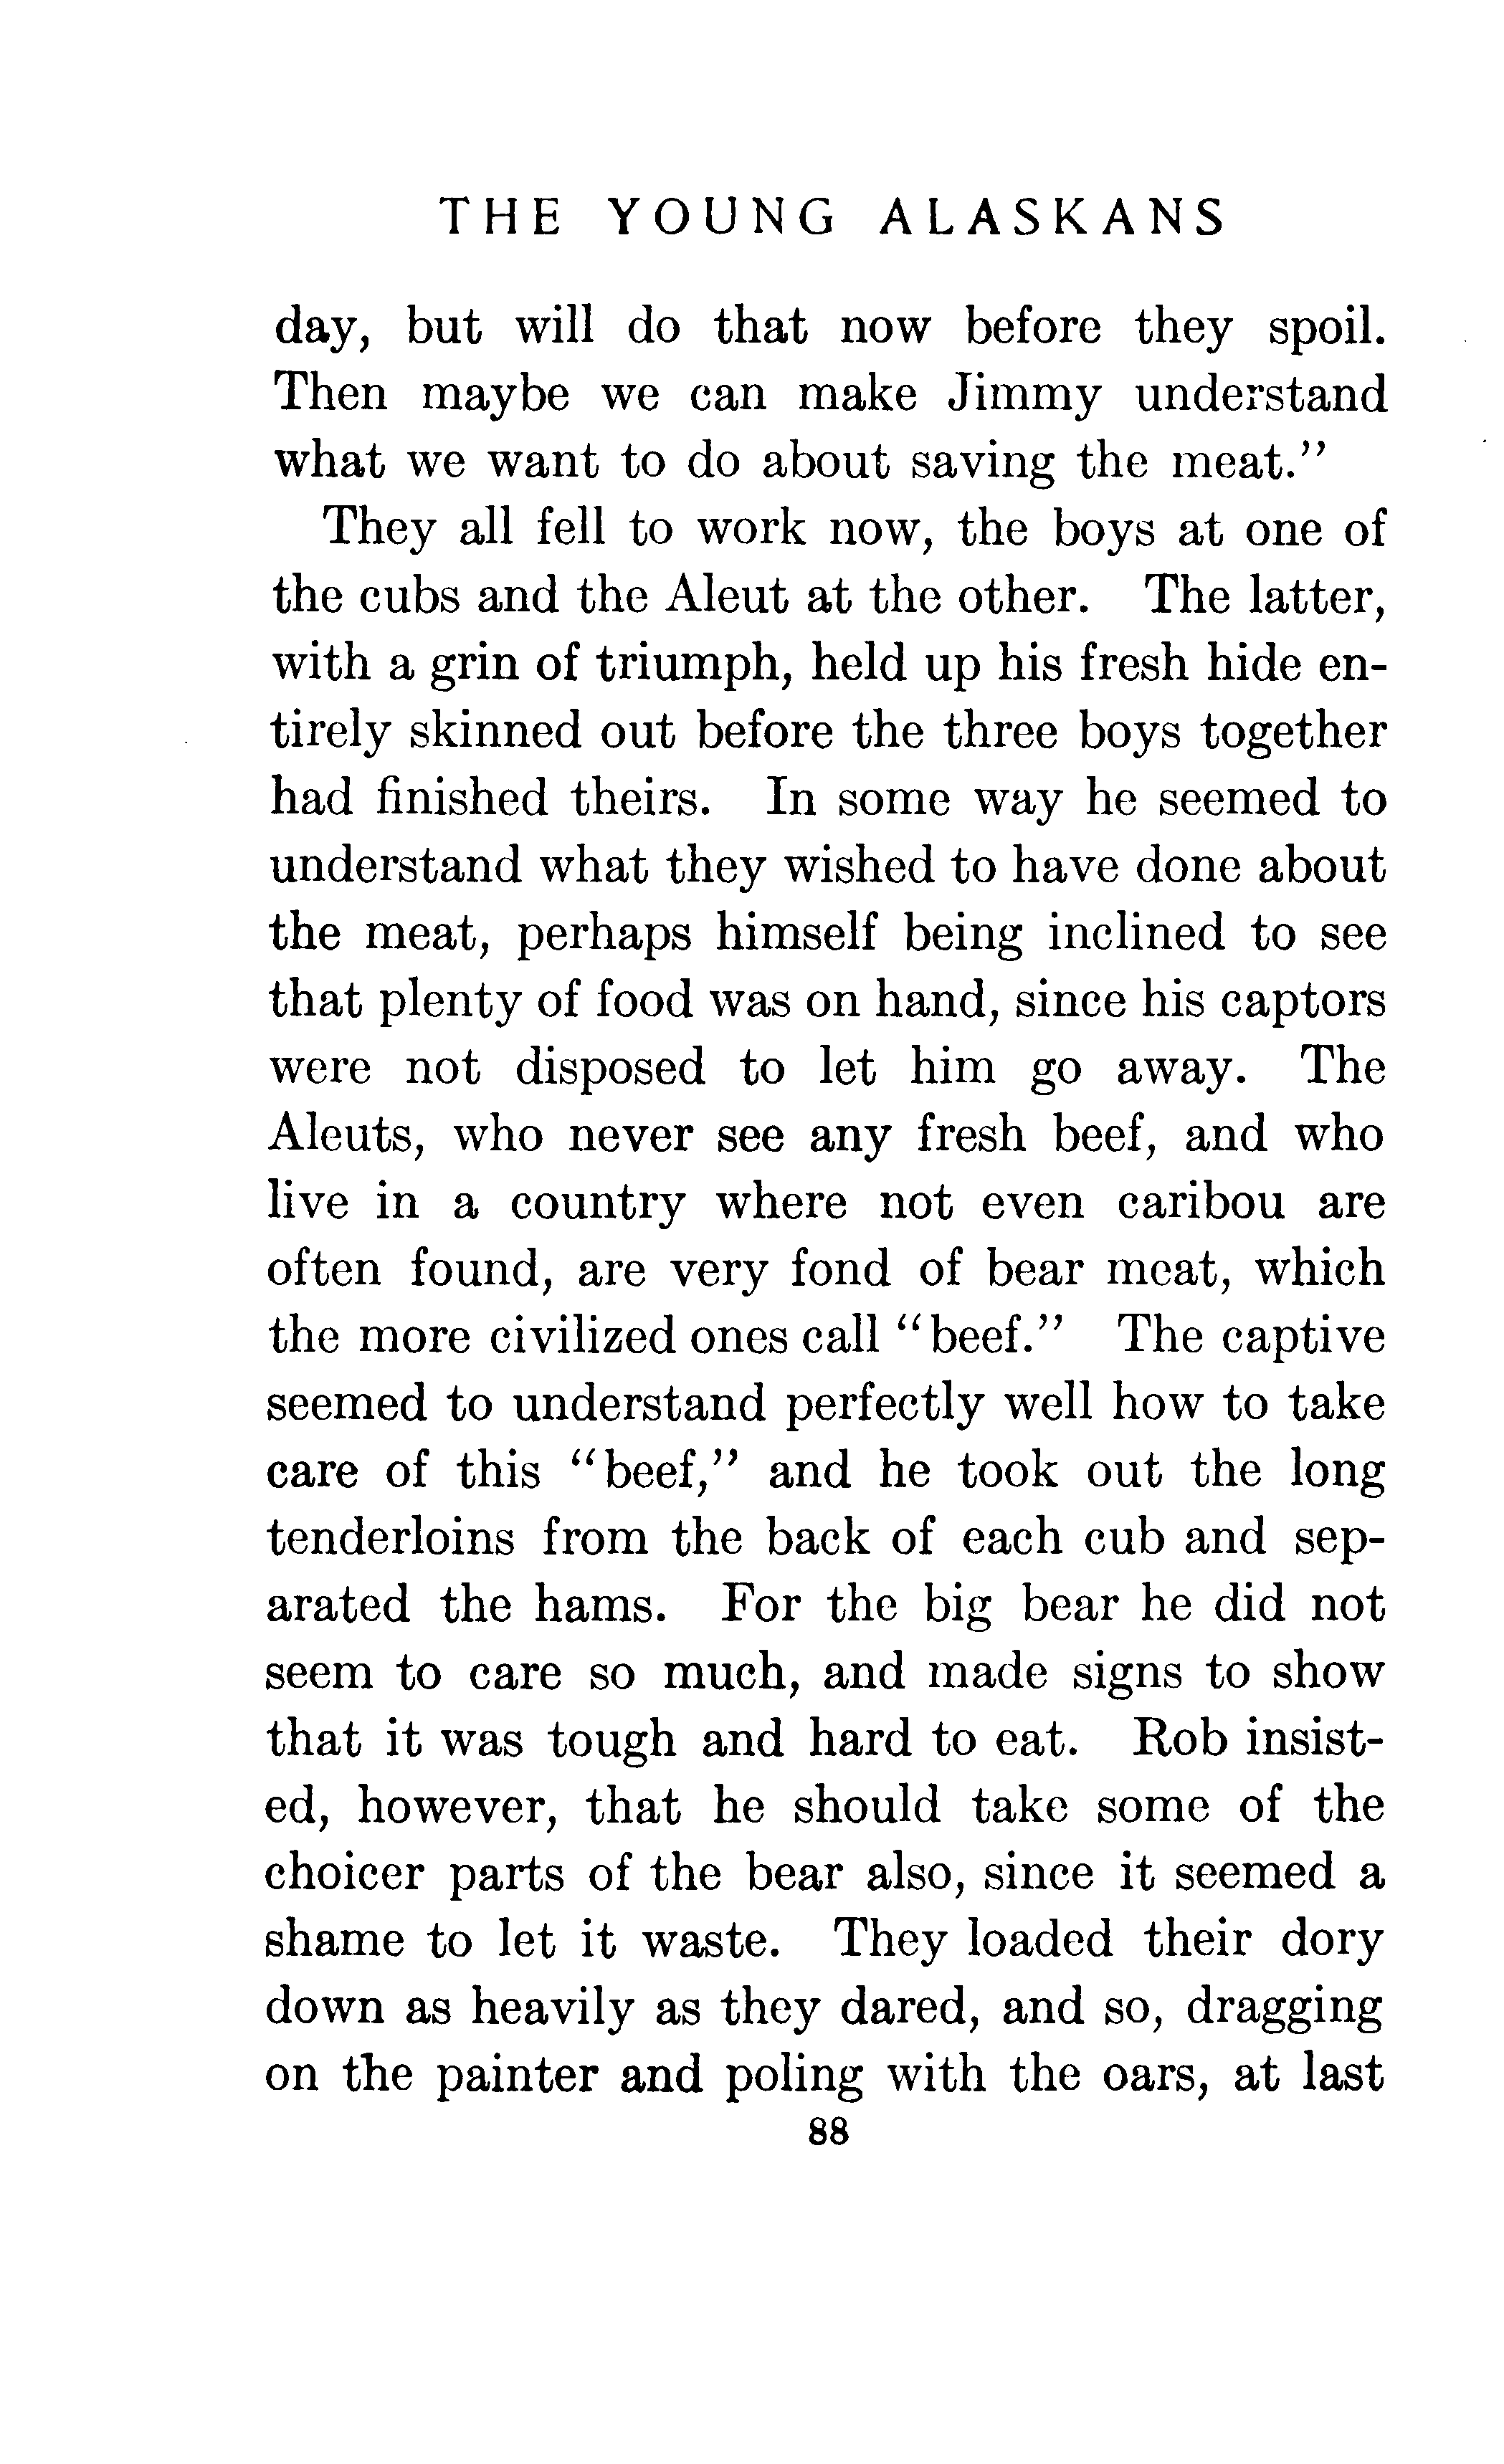 THE YOUNG ALASKANS
day, but will do that now before they spoil.
Then maybe we can make Jimmy understand
what we want to do about saving the meat.”
They all fell to work now, the boys at one of
the cubs and the Aleut at the other. The latter,
with a grin of triumph, held up his fresh hide en-
tirely skinned out before the three boys together
had finished theirs. In some way he seemed to
understand what they wished to have done about
the meat, perhaps himself being inclined to see
that plenty of food was on hand, since his captors
were not disposed to let him go away. The
Aleuts, who never see any fresh beef, and who
live in a country where not even caribou are
often found, are very fond of bear meat, which
the more civilized ones call “beef.” The captive
seemed to understand perfectly well how to take
care of this “beef,” and he took out the long
tenderloins from the back of each cub and sep-
arated the hams. For the big bear he did not
seem to care so much, and made signs to show
that it was tough and hard to eat. Rob insist-
ed, however, that he should take some of the
choicer parts of the bear also, since it seemed a
shame to let it waste. They loaded their dory
down as heavily as they dared, and so, dragging
on the painter and poling with the oars, at last
88